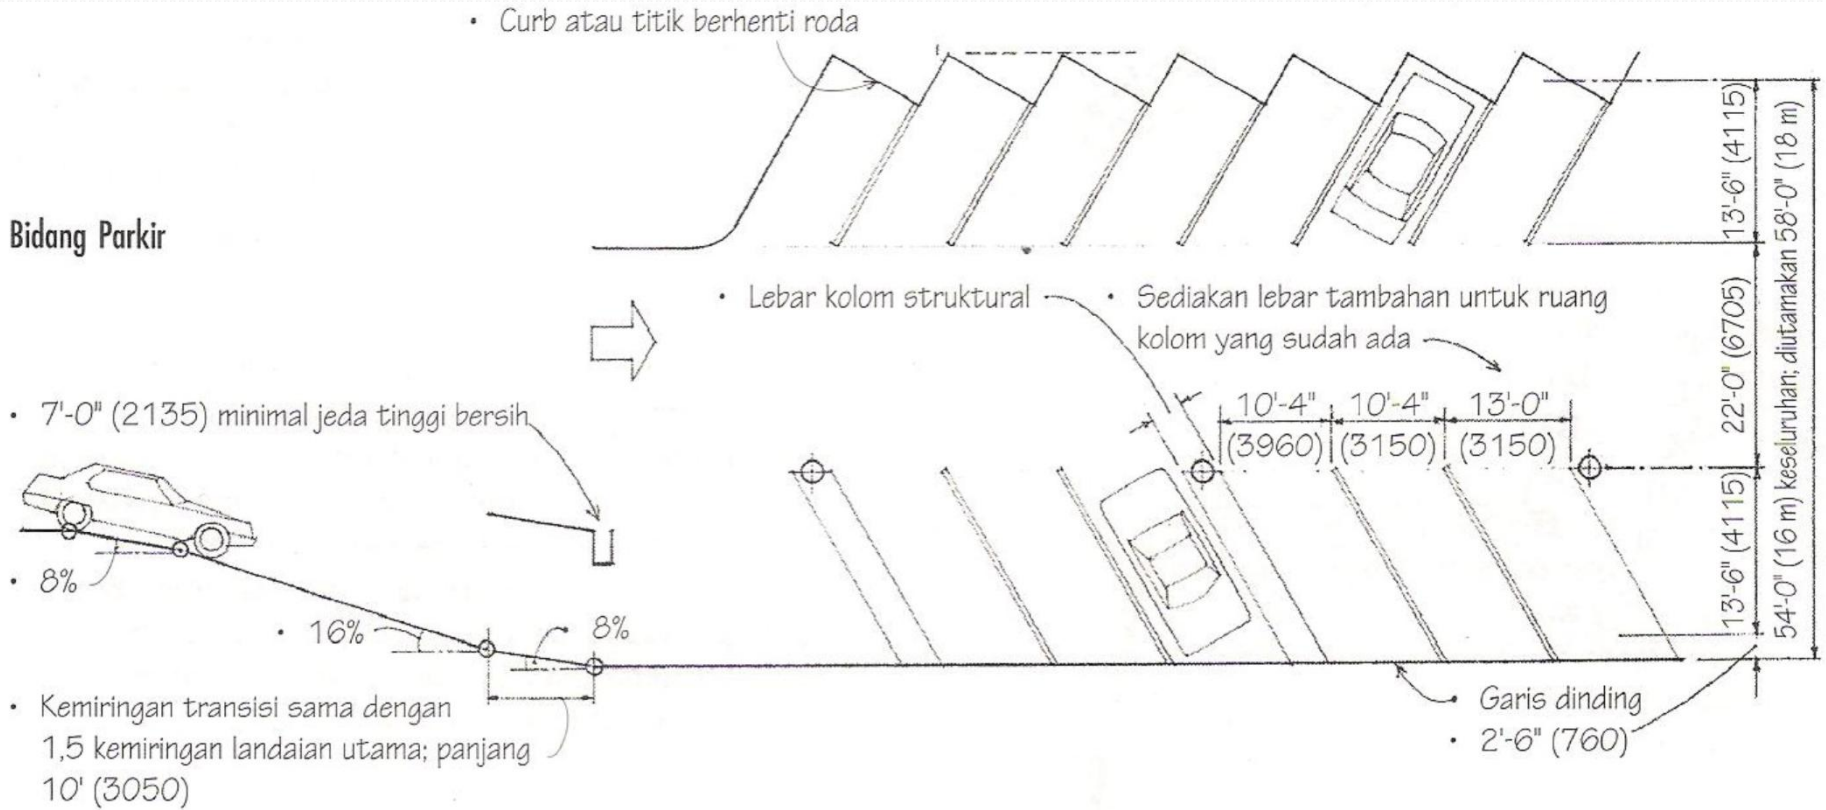 • Curb atau titik berhenti roda
Bidang Parkir
• Lebar kolom struktural
• Sediakan lebar tambahan untuk ruang
kolom yang sudah ada
• 7'-0" (2135) minimal jeda tinggi bersih
10'-4" 10'-4" 13'-0"
(3960) (3150) (3150)
13'-6" (4115)
22'-0" (6705)
13'-6" (4115)
54'-0" (16 m) keseluruhan; diutamakan 58'-0" (18 m)
• 8%
• 16%
• 8%
• Kemiringan transisi sama dengan
1,5 kemiringan landaian utama; panjang
10' (3050)
• Garis dinding
• 2'-6" (760)